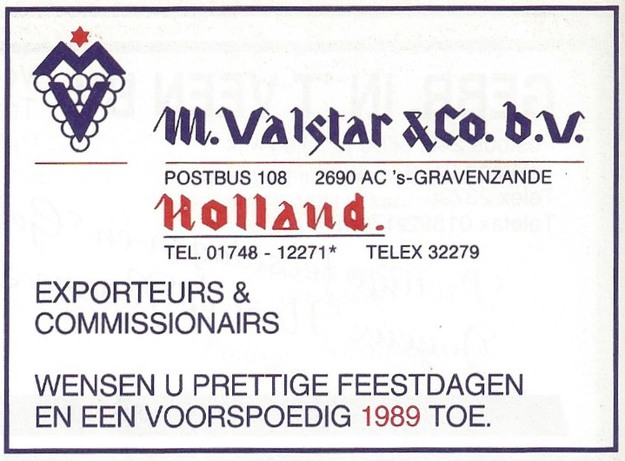 MV
M. Valstar & Co. b.v.
POSTBUS 108 2690 AC 's-GRAVENZANDE
Holland.
TEL. 01748 - 12271* TELEX 32279
EXPORTEURS &
COMMISSIONAIRS
WENSEN U PRETTIGE FEESTDAGEN
EN EEN VOORSPOEDIG 1989 TOE.